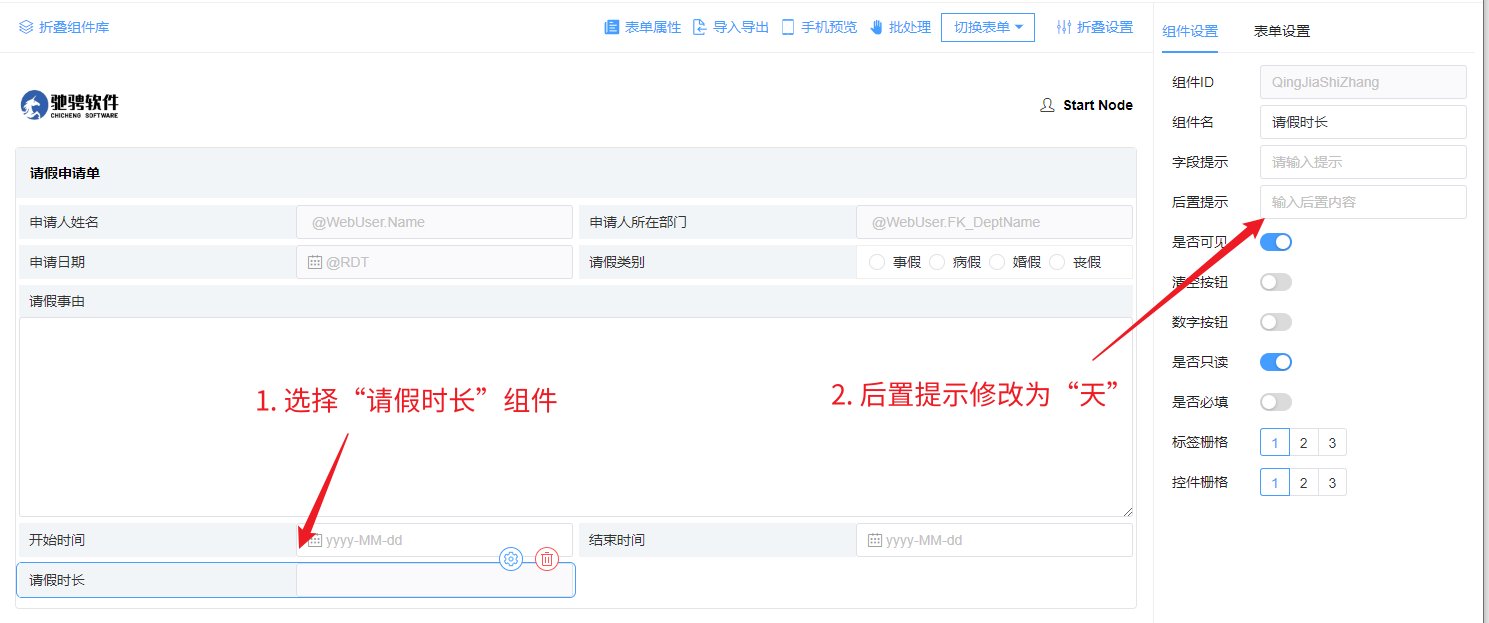 折叠组件库 表单属性 导入导出 手机预览 批处理 切换表单 折叠设置
组件设置 表单设置
驰骋软件
CHICHENG SOFTWARE
Start Node
请假申请单
申请人姓名 @WebUser.Name 申请人所在部门 @WebUser.FK_DeptName
申请日期 @RDT 请假类别 事假 病假 婚假 丧假
请假事由
1. 选择“请假时长”组件
2. 后置提示修改为“天”
开始时间 yyyy-MM-dd 结束时间 yyyy-MM-dd
请假时长
组件ID QingJiaShiZhang
组件名 请假时长
字段提示 请输入提示
后置提示 输入后置内容
是否可见
清空按钮
数字按钮
是否只读
是否必填
标签栅格 1 2 3
控件栅格 1 2 3